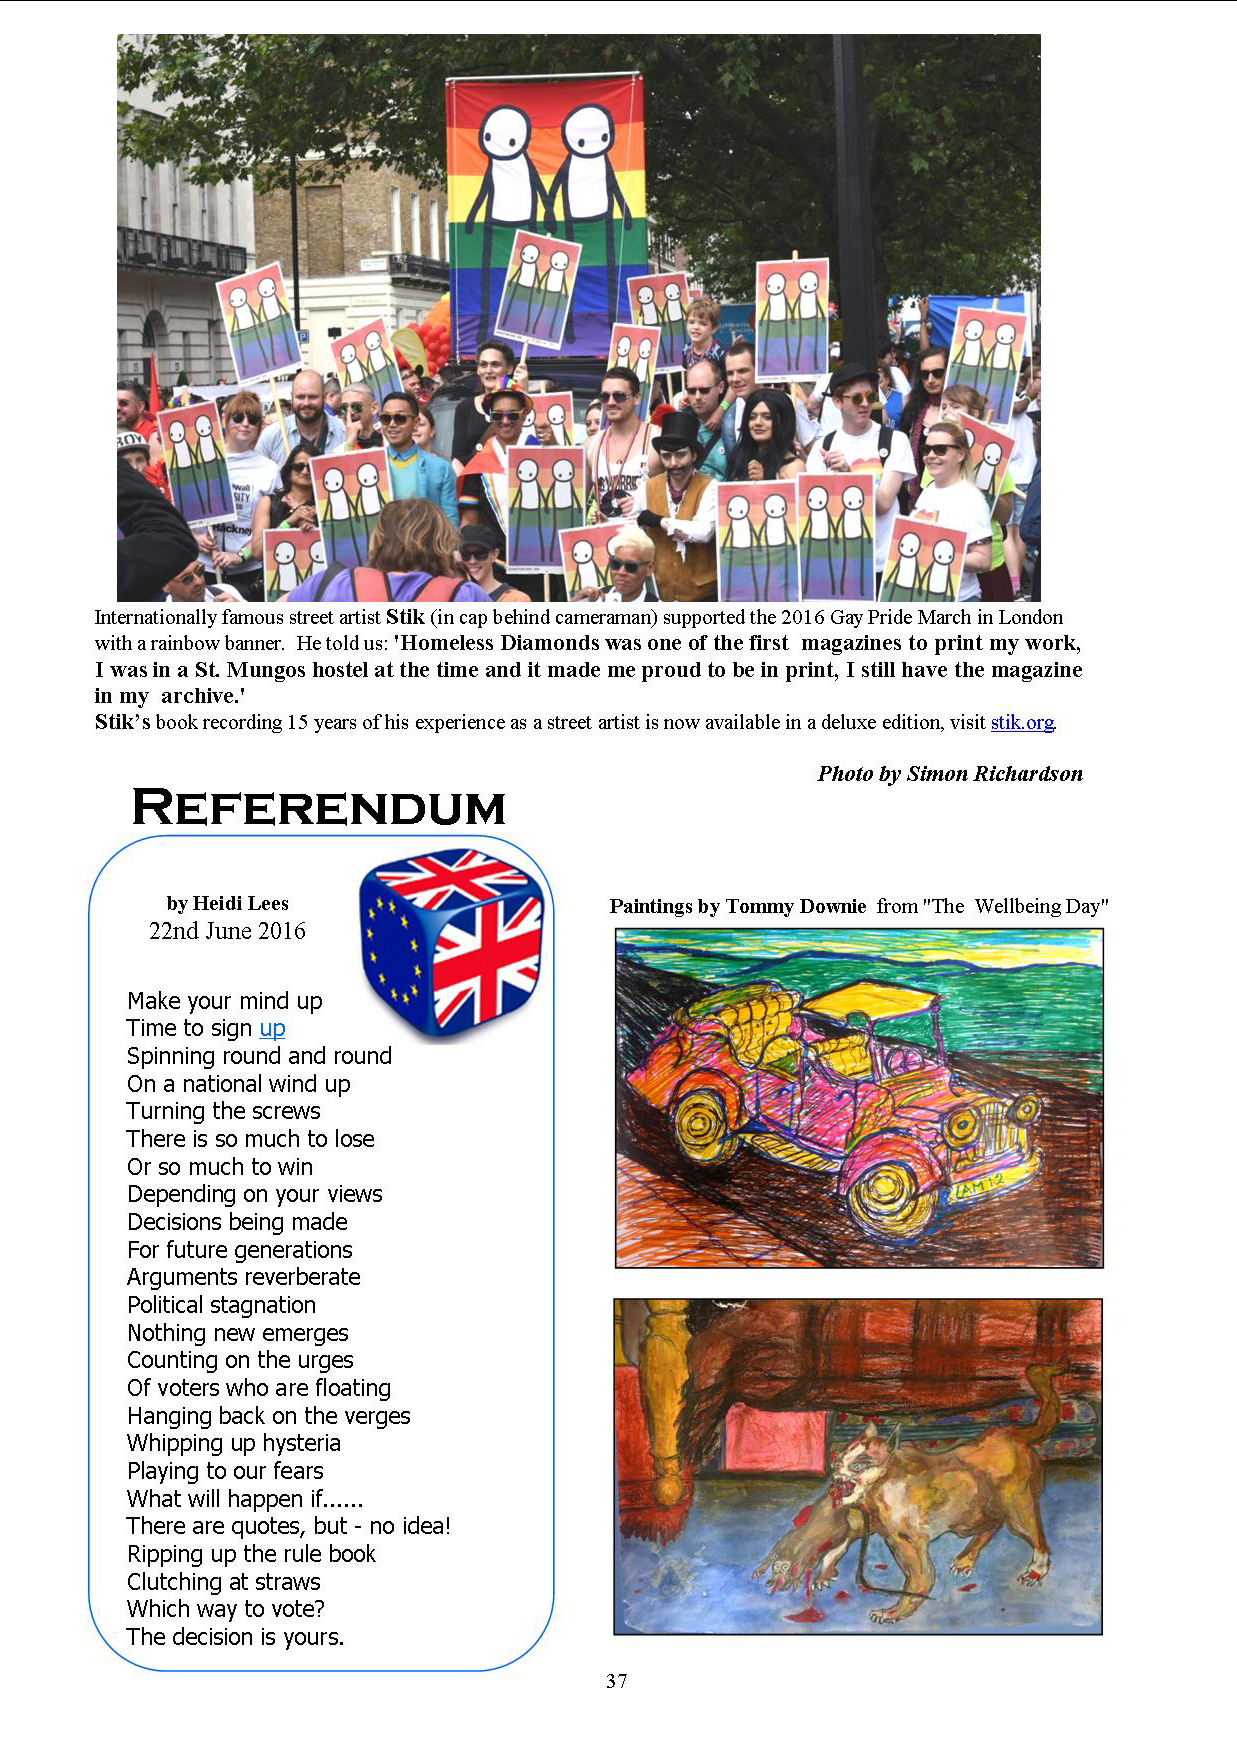 Hackney
Internationally famous street artist Stik (in cap behind cameraman) supported the 2016 Gay Pride March in London
with a rainbow banner.  He told us: 'Homeless Diamonds was one of the first  magazines to print my work,
I was in a St. Mungos hostel at the time and it made me proud to be in print, I still have the magazine
in my  archive.'
Stik's book recording 15 years of his experience as a street artist is now available in a deluxe edition, visit stik.org.
Photo by Simon Richardson
REFERENDUM
by Heidi Lees
22nd June 2016
Make your mind up
Time to sign up
Spinning round and round
On a national wind up
Turning the screws
There is so much to lose
Or so much to win
Depending on your views
Decisions being made
For future generations
Arguments reverberate
Political stagnation
Nothing new emerges
Counting on the urges
Of voters who are floating
Hanging back on the verges
Whipping up hysteria
Playing to our fears
What will happen if......
There are quotes, but - no idea!
Ripping up the rule book
Clutching at straws
Which way to vote?
The decision is yours.
Paintings by Tommy Downie  from "The  Wellbeing Day"
37